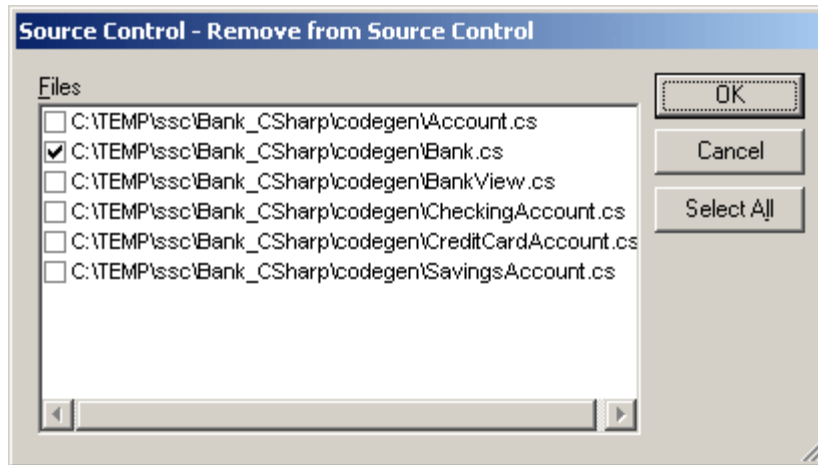 Source Control - Remove from Source Control
Files
C:\TEMP\ssc\Bank_CSharp\codegen\Account.cs
C:\TEMP\ssc\Bank_CSharp\codegen\Bank.cs
C:\TEMP\ssc\Bank_CSharp\codegen\BankView.cs
C:\TEMP\ssc\Bank_CSharp\codegen\CheckingAccount.cs
C:\TEMP\ssc\Bank_CSharp\codegen\CreditCardAccount.cs
C:\TEMP\ssc\Bank_CSharp\codegen\SavingsAccount.cs
OK
Cancel
Select All